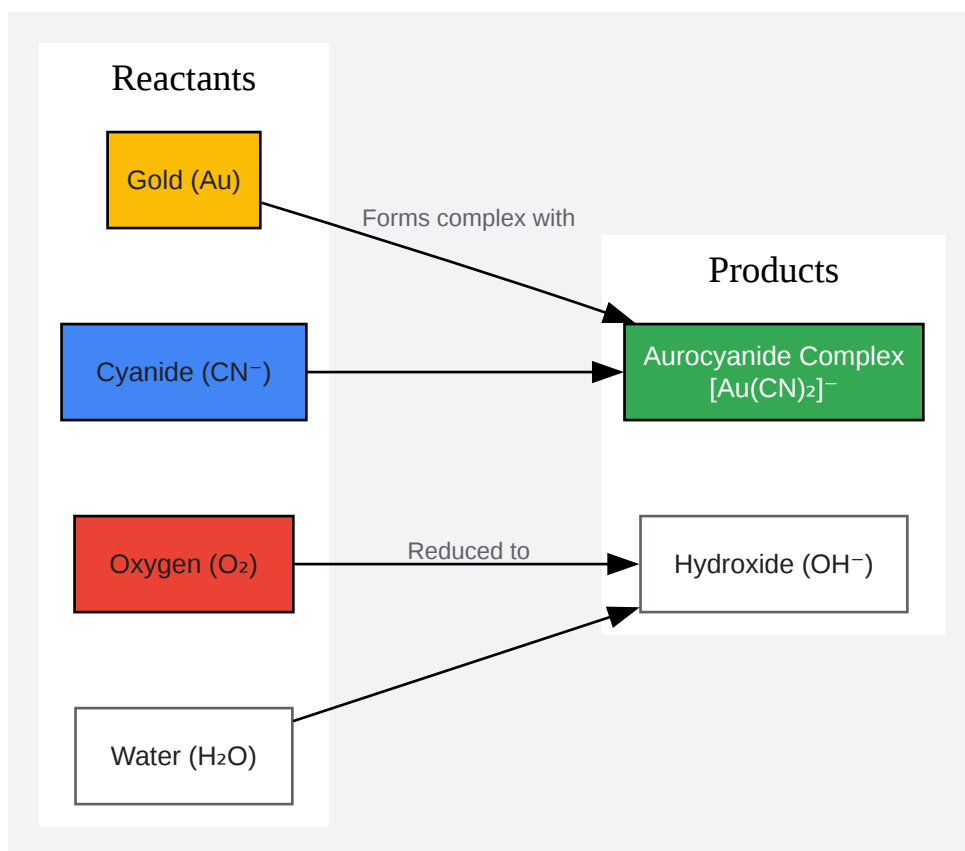 Reactants
Gold (Au)
Forms complex with
Products
Cyanide (CN⁻)
Aurocyanide Complex
[Au(CN)₂]⁻
Oxygen (O₂)
Reduced to
Hydroxide (OH⁻)
Water (H₂O)